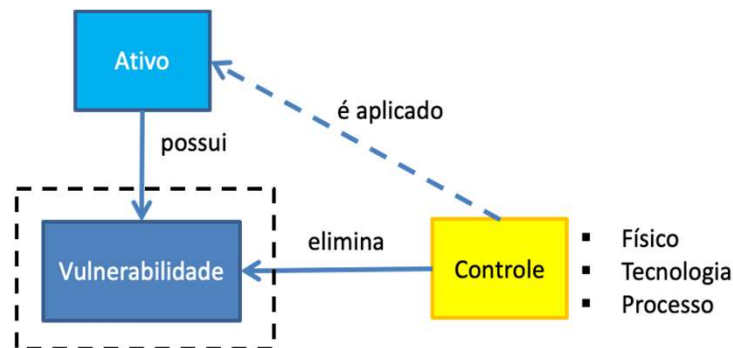 Ativo
é aplicado
possui
elimina
Vulnerabilidade
Controle
▪ Físico
▪ Tecnologia
▪ Processo